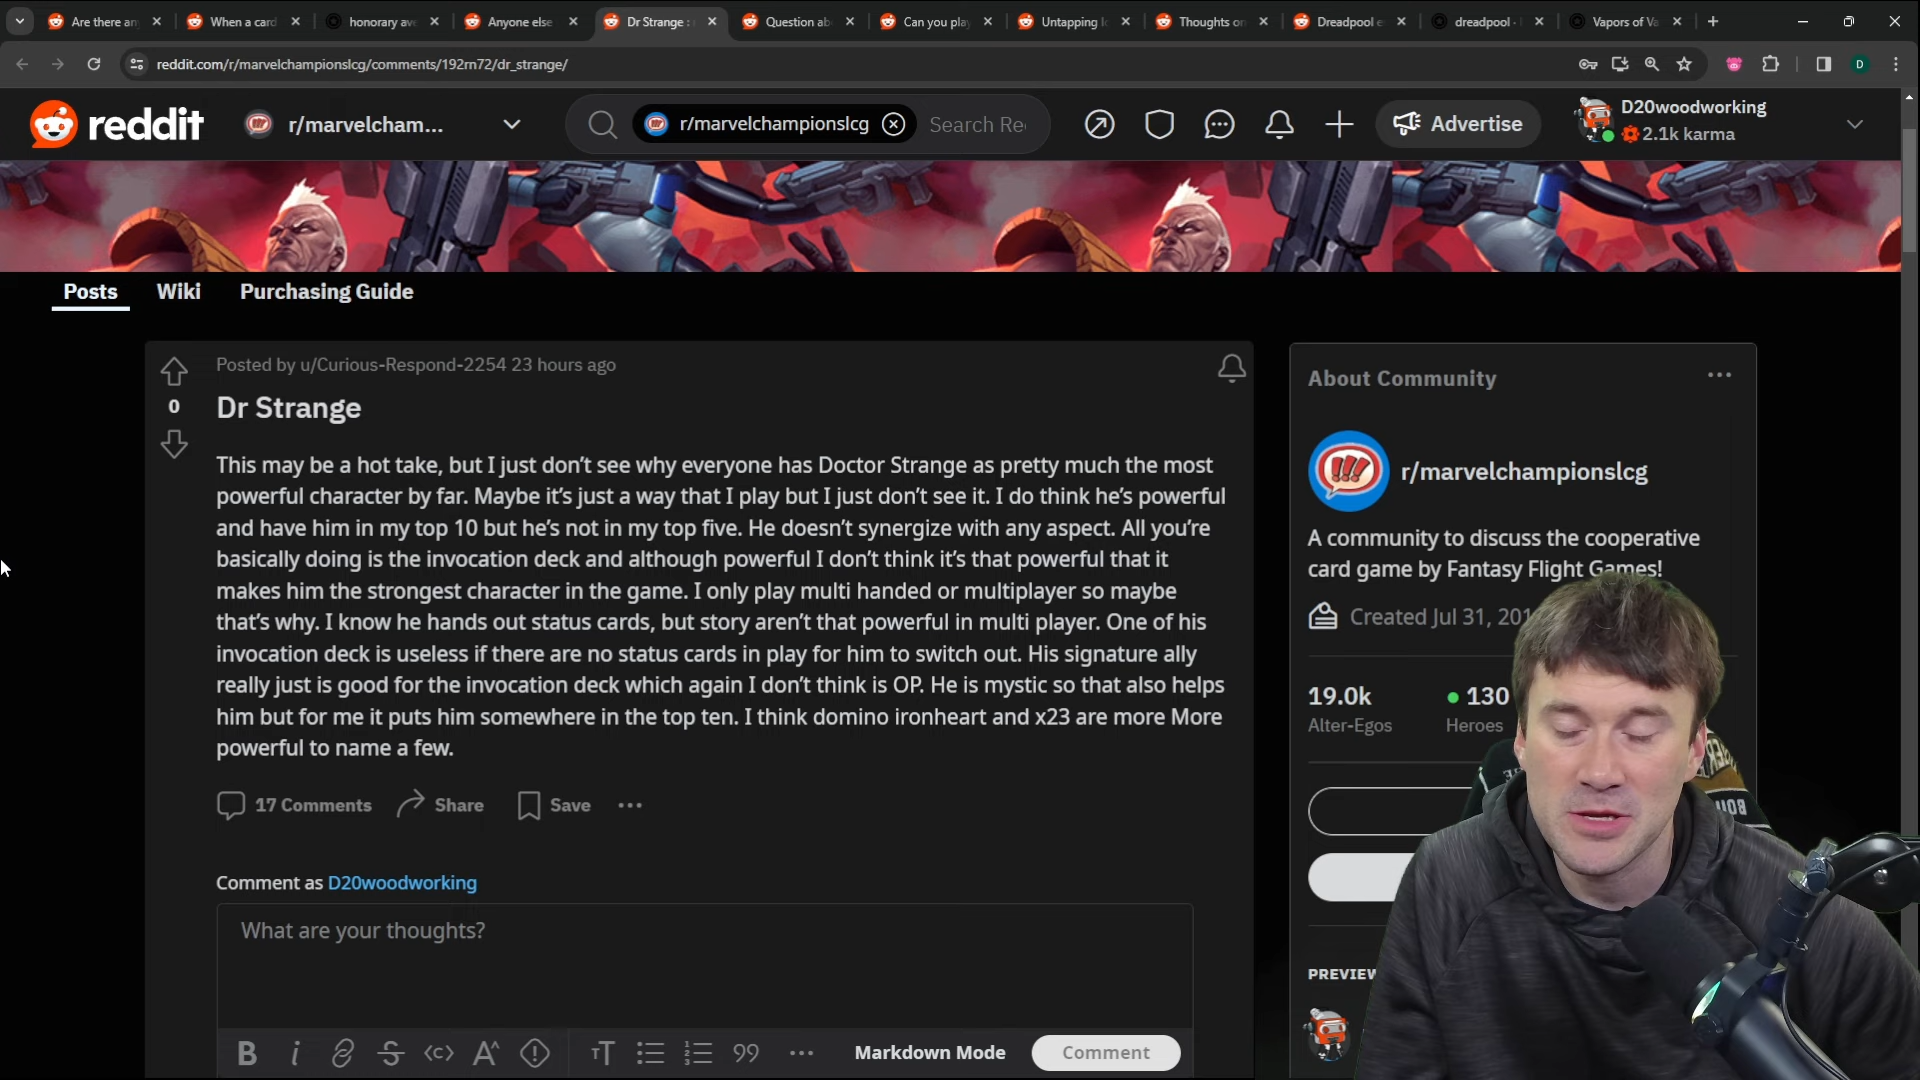 Are there an
When a card
honorary ave
Anyone else
Dr Strange :
Question ab
Can you play
Untapping
Thoughts on
Dreadpool e
dreadpool -
Vapors of Va
reddit.com/r/marvelchampionslcg/comments/192rn72/dr_strange/
D
reddit
r/marvelcham...
r/marvelchampionslcg
Search Re
Advertise
D20woodworking
2.1k karma
Posts
Wiki
Purchasing Guide
Posted by u/Curious-Respond-2254 23 hours ago
0
Dr Strange
This may be a hot take, but I just don’t see why everyone has Doctor Strange as pretty much the most
powerful character by far. Maybe it’s just a way that I play but I just don’t see it. I do think he’s powerful
and have him in my top 10 but he’s not in my top five. He doesn’t synergize with any aspect. All you’re
basically doing is the invocation deck and although powerful I don’t think it’s that powerful that it
makes him the strongest character in the game. I only play multi handed or multiplayer so maybe
that’s why. I know he hands out status cards, but story aren’t that powerful in multi player. One of his
invocation deck is useless if there are no status cards in play for him to switch out. His signature ally
really just is good for the invocation deck which again I don’t think is OP. He is mystic so that also helps
him but for me it puts him somewhere in the top ten. I think domino ironheart and x23 are more More
powerful to name a few.
17 Comments
Share
Save
Comment as D20woodworking
What are your thoughts?
Markdown Mode
Comment
About Community
r/marvelchampionslcg
A community to discuss the cooperative
card game by Fantasy Flight Games!
Created Jul 31, 201
19.0k
130
Alter-Egos
Heroes
PREVIEW